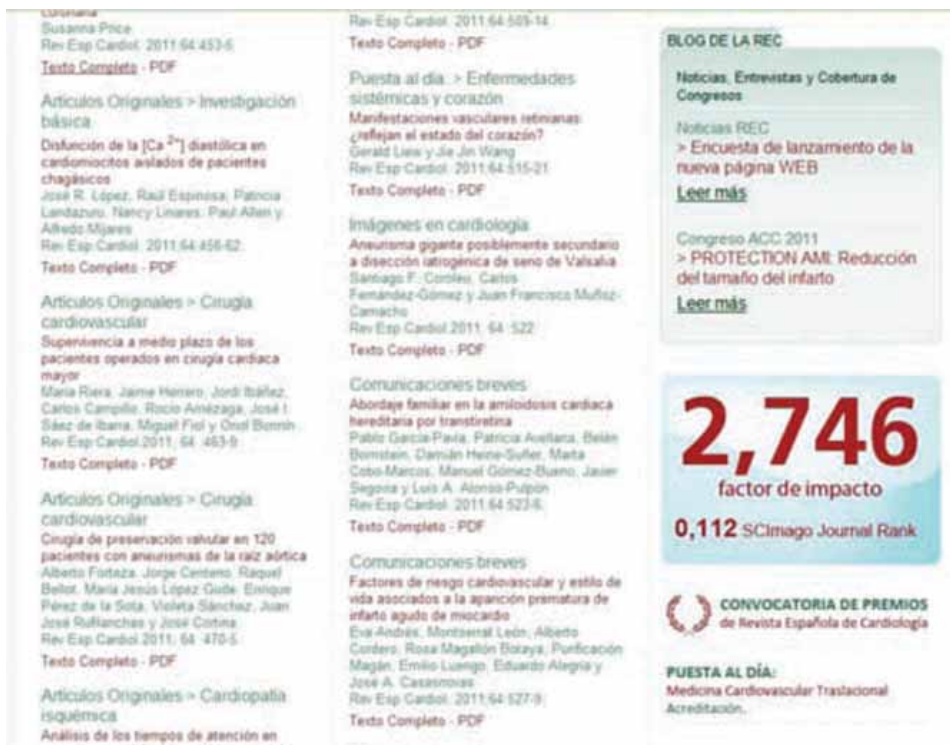 coronaria
Susanna Price
Rev Esp Cardiol. 2011;64:453-6
Texto Completo - PDF
Artículos Originales > Investigación
básica
Disfunción de la [Ca 2+] diastólica en
cardiomiocitos aislados de pacientes
chagásicos
José R. López, Raúl Espinosa, Patricia
Landazuro, Nancy Linares, Paul Allen y
Alfredo Mijares
Rev Esp Cardiol. 2011;64:456-62
Texto Completo - PDF
Artículos Originales > Cirugía
cardiovascular
Supervivencia a medio plazo de los
pacientes operados en cirugía cardiaca
mayor
Maria Riera, Jaime Herrero, Jordi Ibáñez,
Carlos Campillo, Rocío Amézaga, José I.
Sáez de Ibarra, Miguel Fiol y Oriol Bonnin
Rev Esp Cardiol.2011; 64 :463-9
Texto Completo - PDF
Artículos Originales > Cirugía
cardiovascular
Cirugía de preservación valvular en 120
pacientes con aneurismas de la raíz aórtica
Alberto Forteza, Jorge Centeno, Raquel
Bellot, María Jesús López Gude, Enrique
Pérez de la Sota, Violeta Sánchez, Juan
José Rufilanchas y José Cortina
Rev Esp Cardiol.2011; 64 :470-5
Texto Completo - PDF
Artículos Originales > Cardiopatía
isquémica
Análisis de los tiempos de atención en
Rev Esp Cardiol. 2011;64:509-14
Texto Completo - PDF
Puesta al día > Enfermedades
sistémicas y corazón
Manifestaciones vasculares retinianas:
¿reflejan el estado del corazón?
Gerald Liew y Jie Jin Wang
Rev Esp Cardiol. 2011;64:515-21
Texto Completo - PDF
Imágenes en cardiología
Aneurisma gigante posiblemente secundario
a disección iatrogénica de seno de Valsalva
Santiago F. Coroleu, Carlos
Fernández-Gómez y Juan Francisco Muñoz-
Camacho
Rev Esp Cardiol.2011; 64 :522
Texto Completo - PDF
Comunicaciones breves
Abordaje familiar en la amiloidosis cardiaca
hereditaria por transtiretina
Pablo García-Pavía, Patricia Avellana, Belén
Bornstein, Damián Heine-Suñer, Marta
Cobo-Marcos, Manuel Gómez-Bueno, Javier
Segovia y Luis A. Alonso-Pulpón
Rev Esp Cardiol. 2011;64:523-6
Texto Completo - PDF
Comunicaciones breves
Factores de riesgo cardiovascular y estilo de
vida asociados a la aparición prematura de
infarto agudo de miocardio
Eva Andrés, Montserrat León, Alberto
Cordero, Rosa Magallón Botaya, Purificación
Magán, Emilio Luengo, Eduardo Alegría y
José A. Casasnovas
Rev Esp Cardiol. 2011;64:527-9
Texto Completo - PDF
BLOG DE LA REC
Noticias, Entrevistas y Cobertura de
Congresos
Noticias REC
> Encuesta de lanzamiento de la
nueva página WEB
Leer más
Congreso ACC 2011
> PROTECTION AMI: Reducción
del tamaño del infarto
Leer más
2,746
factor de impacto
0,112 SCImago Journal Rank
CONVOCATORIA DE PREMIOS
de Revista Española de Cardiología
PUESTA AL DÍA:
Medicina Cardiovascular Traslacional
Acreditación.